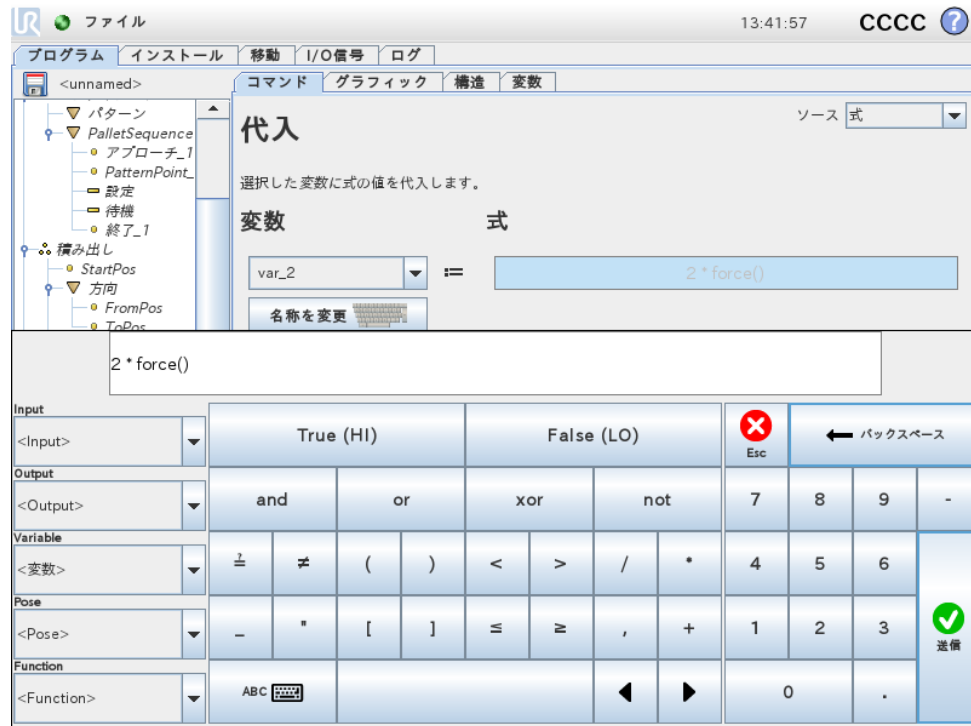 UR ファイル 13:41:57 CCCC ?
プログラム インストール 移動 I/O信号 ログ
<unnamed>
コマンド グラフィック 構造 変数
パターン
PalletSequence
アプローチ_1
PatternPoint_
設定
待機
終了_1
積み出し
StartPos
方向
FromPos
ToPos
代入
ソース 式
選択した変数に式の値を代入します。
変数 式
var_2 := 2 * force()
名称を変更
2 * force()
Input
<Input>
True (HI) False (LO) Esc バックスペース
Output
<Output>
and or xor not 7 8 9 -
Variable
<変数>
≟ ≠ ( ) < > / * 4 5 6
Pose
<Pose>
_ " [ ] ≤ ≥ , + 1 2 3 送信
Function
<Function>
ABC 0 .